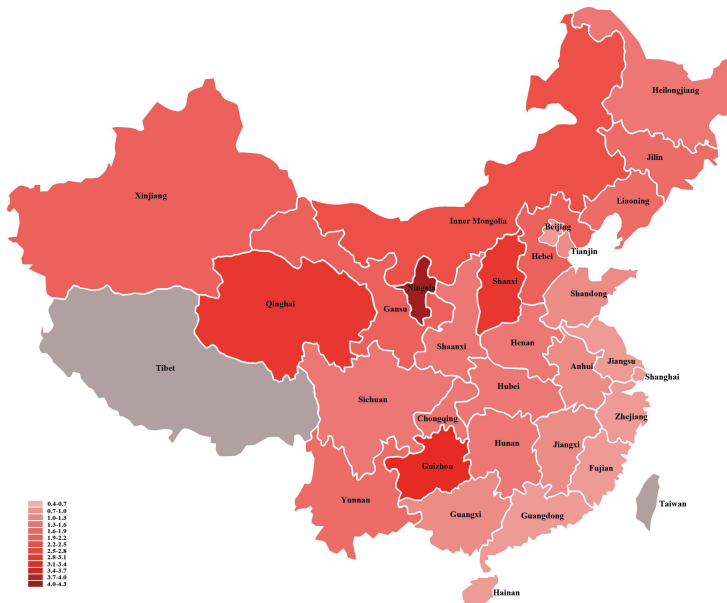 Heilongjiang
Jilin
Xinjiang
Liaoning
Inner Mongolia
Beijing
Tianjin
Hebei
Ningxia
Shanxi
Qinghai
Gansu
Shandong
Shaanxi
Henan
Jiangsu
Tibet
Anhui
Shanghai
Sichuan
Hubei
Chongqing
Zhejiang
Hunan
Jiangxi
Guizhou
Fujian
Yunnan
Taiwan
Guangxi
Guangdong
Hainan
0.4-0.7
0.7-1.0
1.0-1.3
1.3-1.6
1.6-1.9
1.9-2.2
2.2-2.5
2.5-2.8
2.8-3.1
3.1-3.4
3.4-3.7
3.7-4.0
4.0-4.3